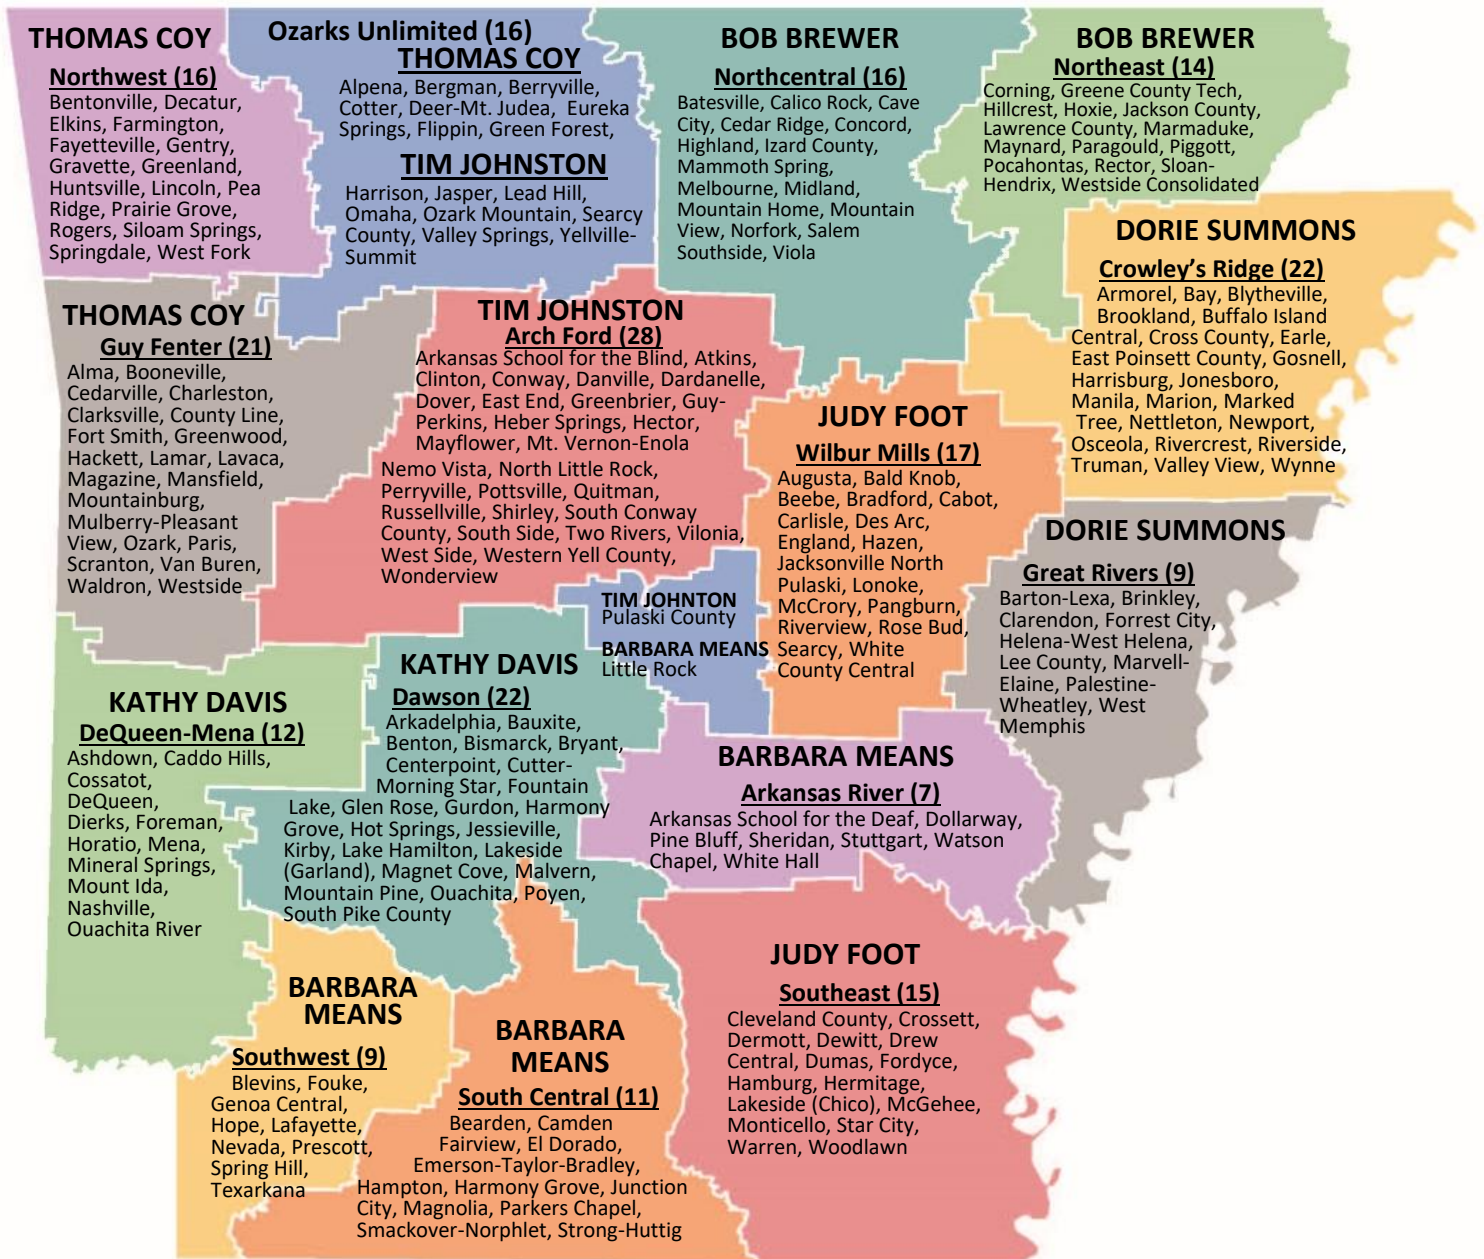 THOMAS COY
Northwest (16)
Bentonville, Decatur,
Elkins, Farmington,
Fayetteville, Gentry,
Gravette, Greenland,
Huntsville, Lincoln, Pea
Ridge, Prairie Grove,
Rogers, Siloam Springs,
Springdale, West Fork
Ozarks Unlimited (16)
THOMAS COY
Alpena, Bergman, Berryville,
Cotter, Deer-Mt. Judea, Eureka
Springs, Flippin, Green Forest,
TIM JOHNSTON
Harrison, Jasper, Lead Hill,
Omaha, Ozark Mountain, Searcy
County, Valley Springs, Yellville-
Summit
BOB BREWER
Northcentral (16)
Batesville, Calico Rock, Cave
City, Cedar Ridge, Concord,
Highland, Izard County,
Mammoth Spring,
Melbourne, Midland,
Mountain Home, Mountain
View, Norfork, Salem
Southside, Viola
BOB BREWER
Northeast (14)
Corning, Greene County Tech,
Hillcrest, Hoxie, Jackson County,
Lawrence County, Marmaduke,
Maynard, Paragould, Piggott,
Pocahontas, Rector, Sloan-
Hendrix, Westside Consolidated
DORIE SUMMONS
Crowley's Ridge (22)
Armorel, Bay, Blytheville,
Brookland, Buffalo Island
Central, Cross County, Earle,
East Poinsett County, Gosnell,
Harrisburg, Jonesboro,
Manila, Marion, Marked
Tree, Nettleton, Newport,
Osceola, Rivercrest, Riverside,
Truman, Valley View, Wynne
THOMAS COY
Guy Fenter (21)
Alma, Booneville,
Cedarville, Charleston,
Clarksville, County Line,
Fort Smith, Greenwood,
Hackett, Lamar, Lavaca,
Magazine, Mansfield,
Mountainburg,
Mulberry-Pleasant
View, Ozark, Paris,
Scranton, Van Buren,
Waldron, Westside
TIM JOHNSTON
Arch Ford (28)
Arkansas School for the Blind, Atkins,
Clinton, Conway, Danville, Dardanelle,
Dover, East End, Greenbrier, Guy-
Perkins, Heber Springs, Hector,
Mayflower, Mt. Vernon-Enola
Nemo Vista, North Little Rock,
Perryville, Pottsville, Quitman,
Russellville, Shirley, South Conway
County, South Side, Two Rivers, Vilonia,
West Side, Western Yell County,
Wonderview
JUDY FOOT
Wilbur Mills (17)
Augusta, Bald Knob,
Beebe, Bradford, Cabot,
Carlisle, Des Arc,
England, Hazen,
Jacksonville North
Pulaski, Lonoke,
McCrory, Pangburn,
Riverview, Rose Bud,
Searcy, White
County Central
DORIE SUMMONS
Great Rivers (9)
Barton-Lexa, Brinkley,
Clarendon, Forrest City,
Helena-West Helena,
Lee County, Marvell-
Elaine, Palestine-
Wheatley, West
Memphis
TIM JOHNTON
Pulaski County
BARBARA MEANS
Little Rock
KATHY DAVIS
DeQueen-Mena (12)
Ashdown, Caddo Hills,
Cossatot,
DeQueen,
Dierks, Foreman,
Horatio, Mena,
Mineral Springs,
Mount Ida,
Nashville,
Ouachita River
KATHY DAVIS
Dawson (22)
Arkadelphia, Bauxite,
Benton, Bismarck, Bryant,
Centerpoint, Cutter-
Morning Star, Fountain
Lake, Glen Rose, Gurdon, Harmony
Grove, Hot Springs, Jessieville,
Kirby, Lake Hamilton, Lakeside
(Garland), Magnet Cove, Malvern,
Mountain Pine, Ouachita, Poyen,
South Pike County
BARBARA MEANS
Arkansas River (7)
Arkansas School for the Deaf, Dollarway,
Pine Bluff, Sheridan, Stuttgart, Watson
Chapel, White Hall
BARBARA
MEANS
Southwest (9)
Blevins, Fouke,
Genoa Central,
Hope, Lafayette,
Nevada, Prescott,
Spring Hill,
Texarkana
BARBARA
MEANS
South Central (11)
Bearden, Camden
Fairview, El Dorado,
Emerson-Taylor-Bradley,
Hampton, Harmony Grove, Junction
City, Magnolia, Parkers Chapel,
Smackover-Norphlet, Strong-Huttig
JUDY FOOT
Southeast (15)
Cleveland County, Crossett,
Dermott, Dewitt, Drew
Central, Dumas, Fordyce,
Hamburg, Hermitage,
Lakeside (Chico), McGehee,
Monticello, Star City,
Warren, Woodlawn